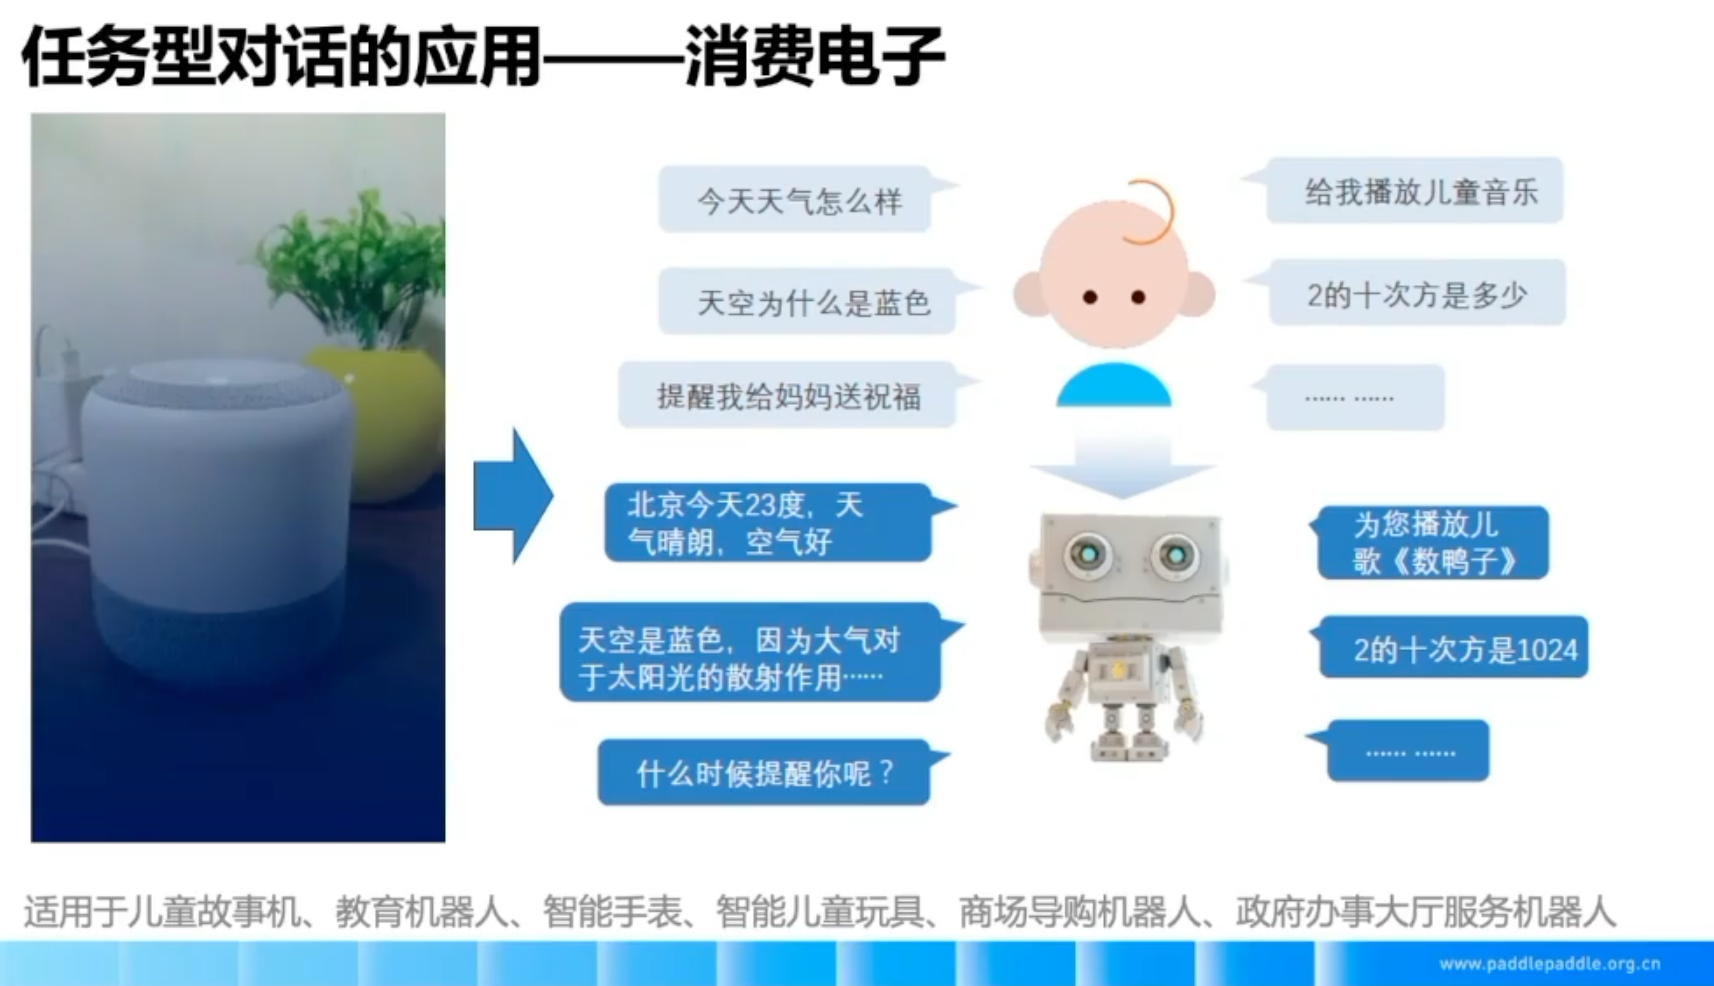 任务型对话的应用——消费电子
今天天气怎么样
天空为什么是蓝色
提醒我给妈妈送祝福
给我播放儿童音乐
2的十次方是多少
…… ……
北京今天23度，天
气晴朗，空气好
天空是蓝色，因为大气对
于太阳光的散射作用……
什么时候提醒你呢？
为您播放儿
歌《数鸭子》
2的十次方是1024
…… ……
适用于儿童故事机、教育机器人、智能手表、智能儿童玩具、商场导购机器人、政府办事大厅服务机器人
www.paddlepaddle.org.cn